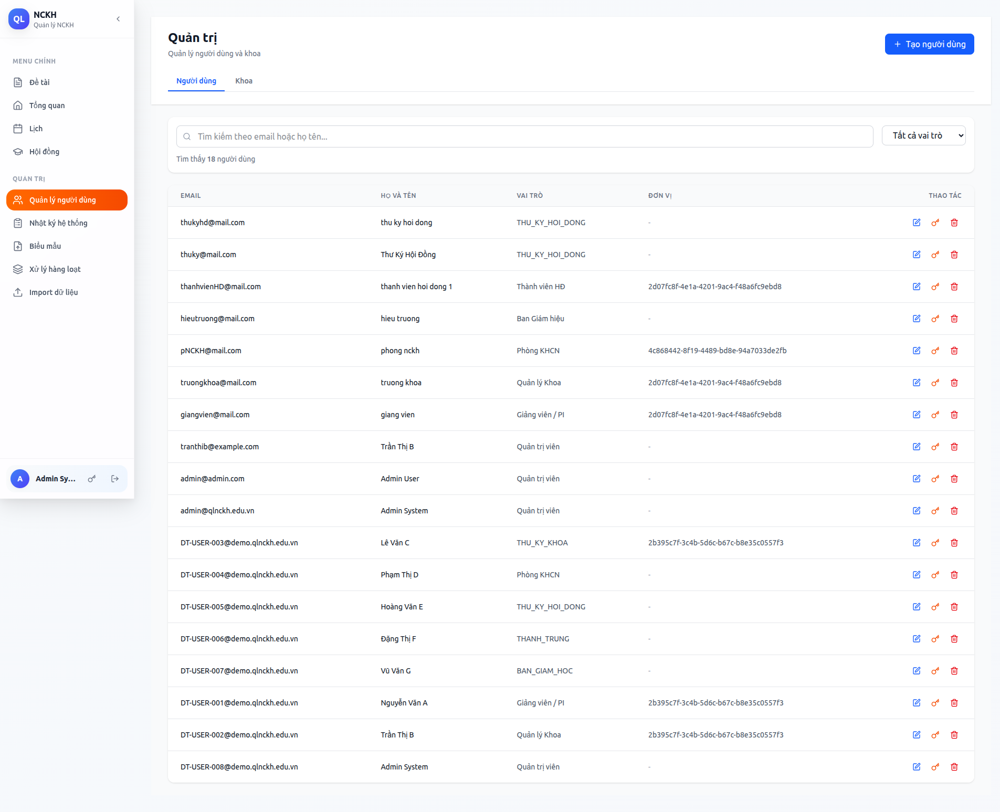 QL
NCKH
Quản lý NCKH
MENU CHÍNH
Đề tài
Tổng quan
Lịch
Hội đồng
QUẢN TRỊ
Quản lý người dùng
Nhật ký hệ thống
Biểu mẫu
Xử lý hàng loạt
Import dữ liệu
A Admin Sy...
Quản trị
Quản lý người dùng và khoa
+ Tạo người dùng
Người dùng Khoa
Tìm kiếm theo email hoặc họ tên...
Tất cả vai trò
Tìm thấy 18 người dùng
EMAIL HỌ VÀ TÊN VAI TRÒ ĐƠN VỊ THAO TÁC
thukyhd@mail.com thu ky hoi dong THU_KY_HOI_DONG -
thuky@mail.com Thư Ký Hội Đồng THU_KY_HOI_DONG -
thanhvienHD@mail.com thanh vien hoi dong 1 Thành viên HĐ 2d07fc8f-4e1a-4201-9ac4-f48a6fc9ebd8
hieutruong@mail.com hieu truong Ban Giám hiệu -
pNCKH@mail.com phong nckh Phòng KHCN 4c868442-8f19-4489-bd8e-94a7033de2fb
truongkhoa@mail.com truong khoa Quản lý Khoa 2d07fc8f-4e1a-4201-9ac4-f48a6fc9ebd8
giangvien@mail.com giang vien Giảng viên / PI 2d07fc8f-4e1a-4201-9ac4-f48a6fc9ebd8
tranthib@example.com Trần Thị B Quản trị viên -
admin@admin.com Admin User Quản trị viên -
admin@qlnckh.edu.vn Admin System Quản trị viên -
DT-USER-003@demo.qlnckh.edu.vn Lê Văn C THU_KY_KHOA 2b395c7f-3c4b-5d6c-b67c-b8e35c0557f3
DT-USER-004@demo.qlnckh.edu.vn Phạm Thị D Phòng KHCN -
DT-USER-005@demo.qlnckh.edu.vn Hoàng Văn E THU_KY_HOI_DONG -
DT-USER-006@demo.qlnckh.edu.vn Đặng Thị F THANH_TRUNG -
DT-USER-007@demo.qlnckh.edu.vn Vũ Văn G BAN_GIAM_HOC -
DT-USER-001@demo.qlnckh.edu.vn Nguyễn Văn A Giảng viên / PI 2b395c7f-3c4b-5d6c-b67c-b8e35c0557f3
DT-USER-002@demo.qlnckh.edu.vn Trần Thị B Quản lý Khoa 2b395c7f-3c4b-5d6c-b67c-b8e35c0557f3
DT-USER-008@demo.qlnckh.edu.vn Admin System Quản trị viên -